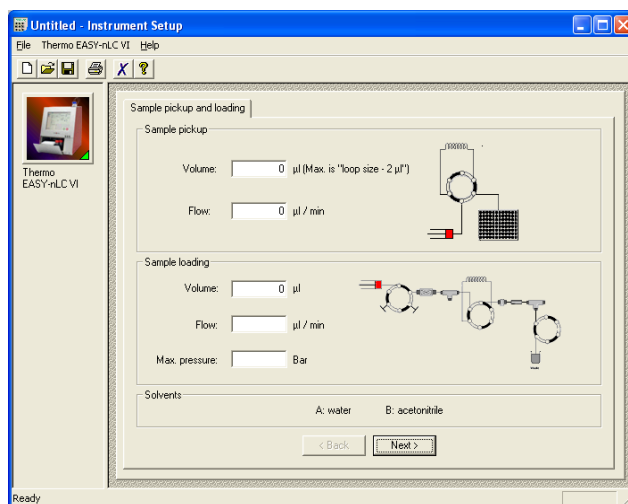 Untitled - Instrument Setup
File Thermo EASY-nLC VI Help
Thermo
EASY-nLC VI
Sample pickup and loading
Sample pickup
Volume: 0 µl (Max. is "loop size - 2 µl")
Flow: 0 µl / min
Sample loading
Volume: 0 µl
Flow: µl / min
Max. pressure: Bar
Solvents
A: water B: acetonitrile
< Back Next >
Ready